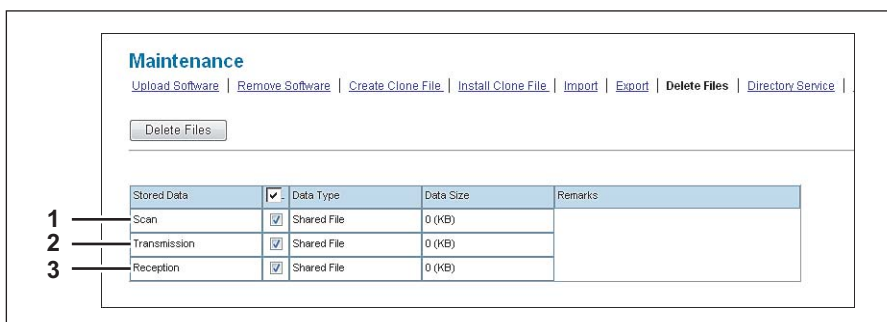 Maintenance
Upload Software | Remove Software | Create Clone File | Install Clone File | Import | Export | Delete Files | Directory Service |
Delete Files
Stored Data Data Type Data Size Remarks
1 Scan Shared File 0 (KB)
2 Transmission Shared File 0 (KB)
3 Reception Shared File 0 (KB)